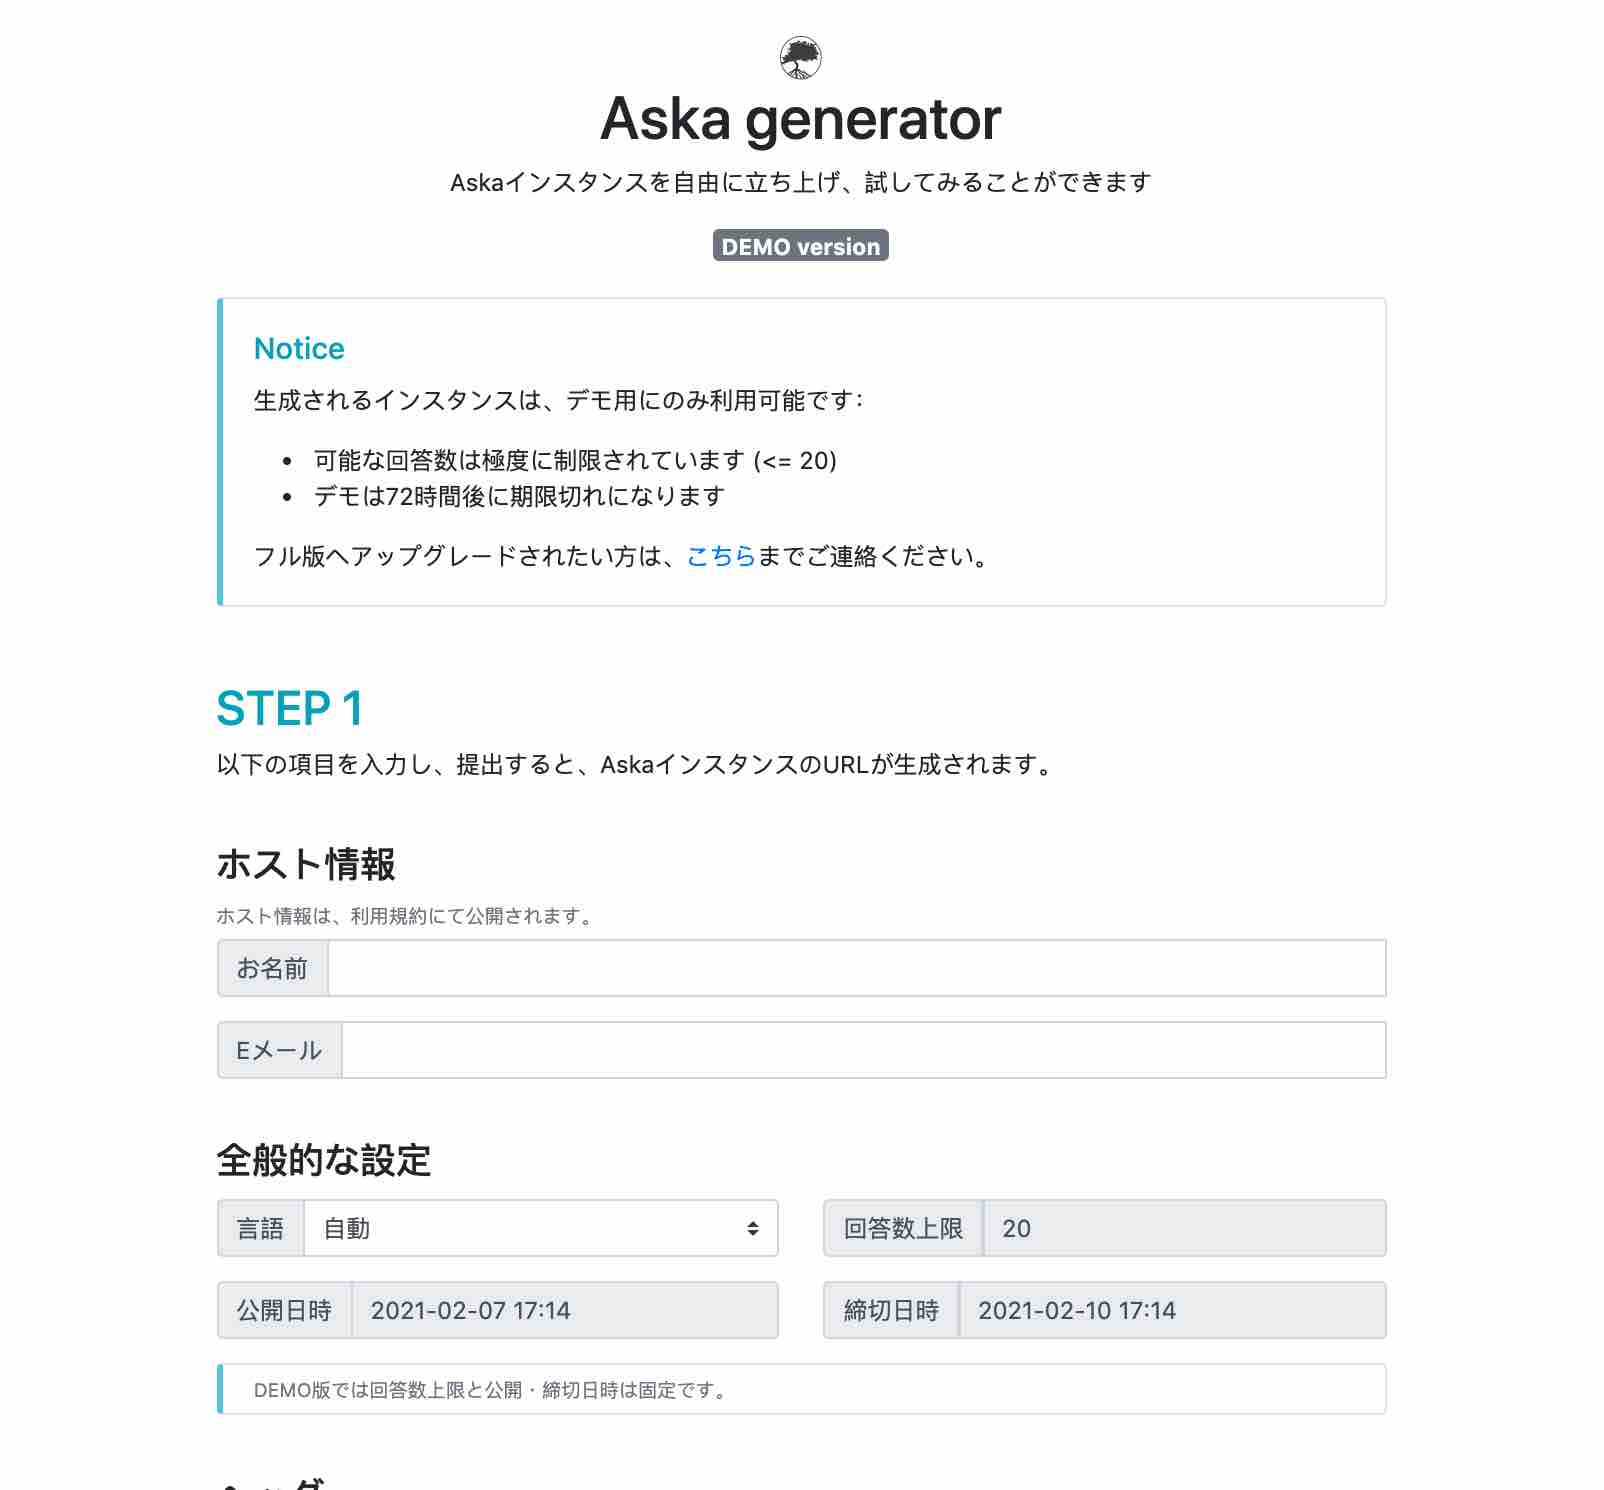 Aska generator
Askaインスタンスを自由に立ち上げ、試してみることができます
DEMO version
Notice
生成されるインスタンスは、デモ用にのみ利用可能です：
• 可能な回答数は極度に制限されています (<= 20)
• デモは72時間後に期限切れになります
フル版へアップグレードされたい方は、こちらまでご連絡ください。
STEP 1
以下の項目を入力し、提出すると、AskaインスタンスのURLが生成されます。
ホスト情報
ホスト情報は、利用規約にて公開されます。
お名前
Eメール
全般的な設定
言語 自動 回答数上限 20
公開日時 2021-02-07 17:14 締切日時 2021-02-10 17:14
DEMO版では回答数上限と公開・締切日時は固定です。